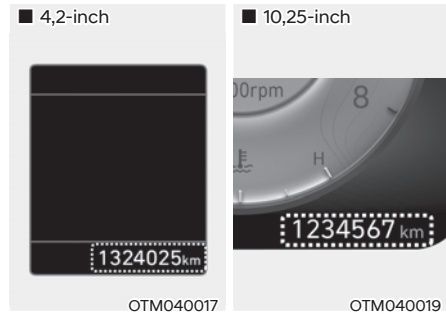 ■ 4,2-inch
1324025km
OTM040017
■ 10,25-inch
00rpm
8
H
1234567 km
OTM040019